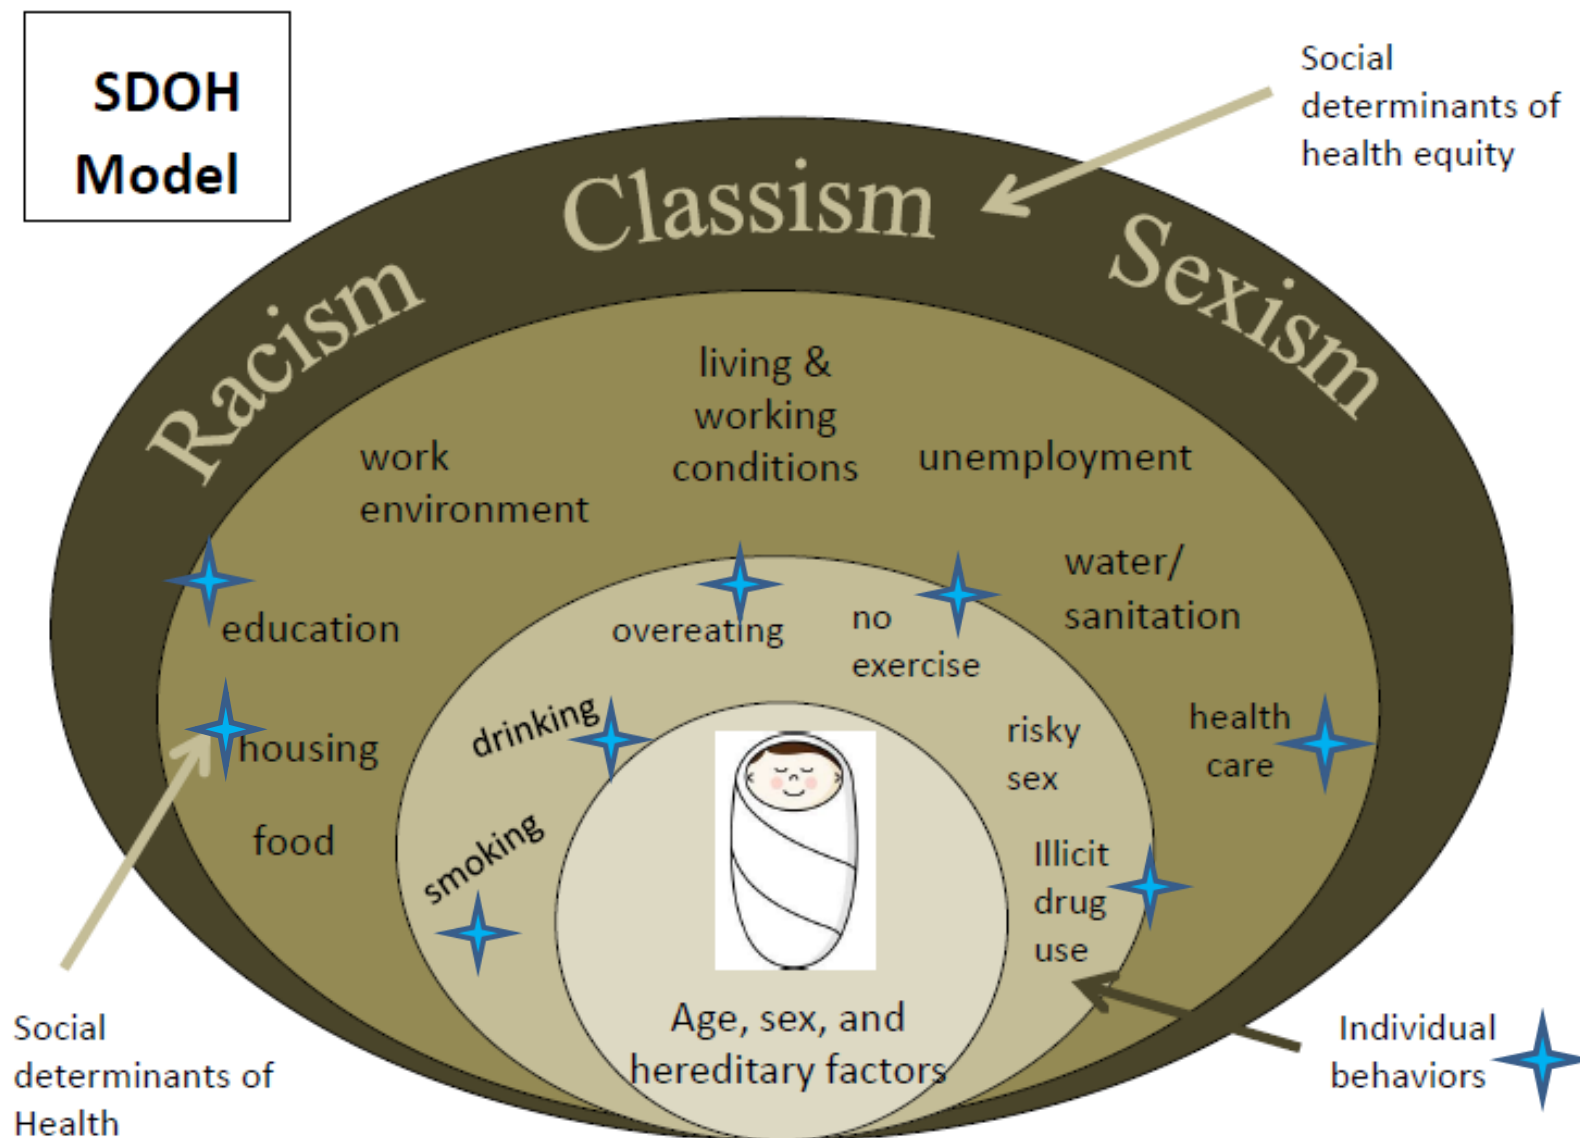 SDOH
Model
Social
determinants of
health equity
Racism
Classism
Sexism
living &
working
conditions
work
environment
unemployment
water/
sanitation
education
housing
food
health
care
overeating
no
exercise
drinking
smoking
risky
sex
Illicit
drug
use
Age, sex, and
hereditary factors
Social
determinants of
Health
Individual
behaviors